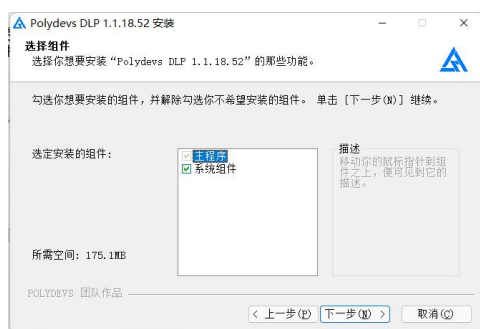 Polydevs DLP 1.1.18.52 安装
选择组件
选择你想要安装“Polydevs DLP 1.1.18.52”的那些功能。
勾选你想要安装的组件，并解除勾选你不希望安装的组件。 单击 [下一步(N)] 继续。
选定安装的组件:
主程序
系统组件
描述
移动你的鼠标指针到组
件之上，便可见到它的
描述。
所需空间: 175.1MB
POLYDEVS 团队作品
< 上一步(P)
下一步(N) >
取消(C)